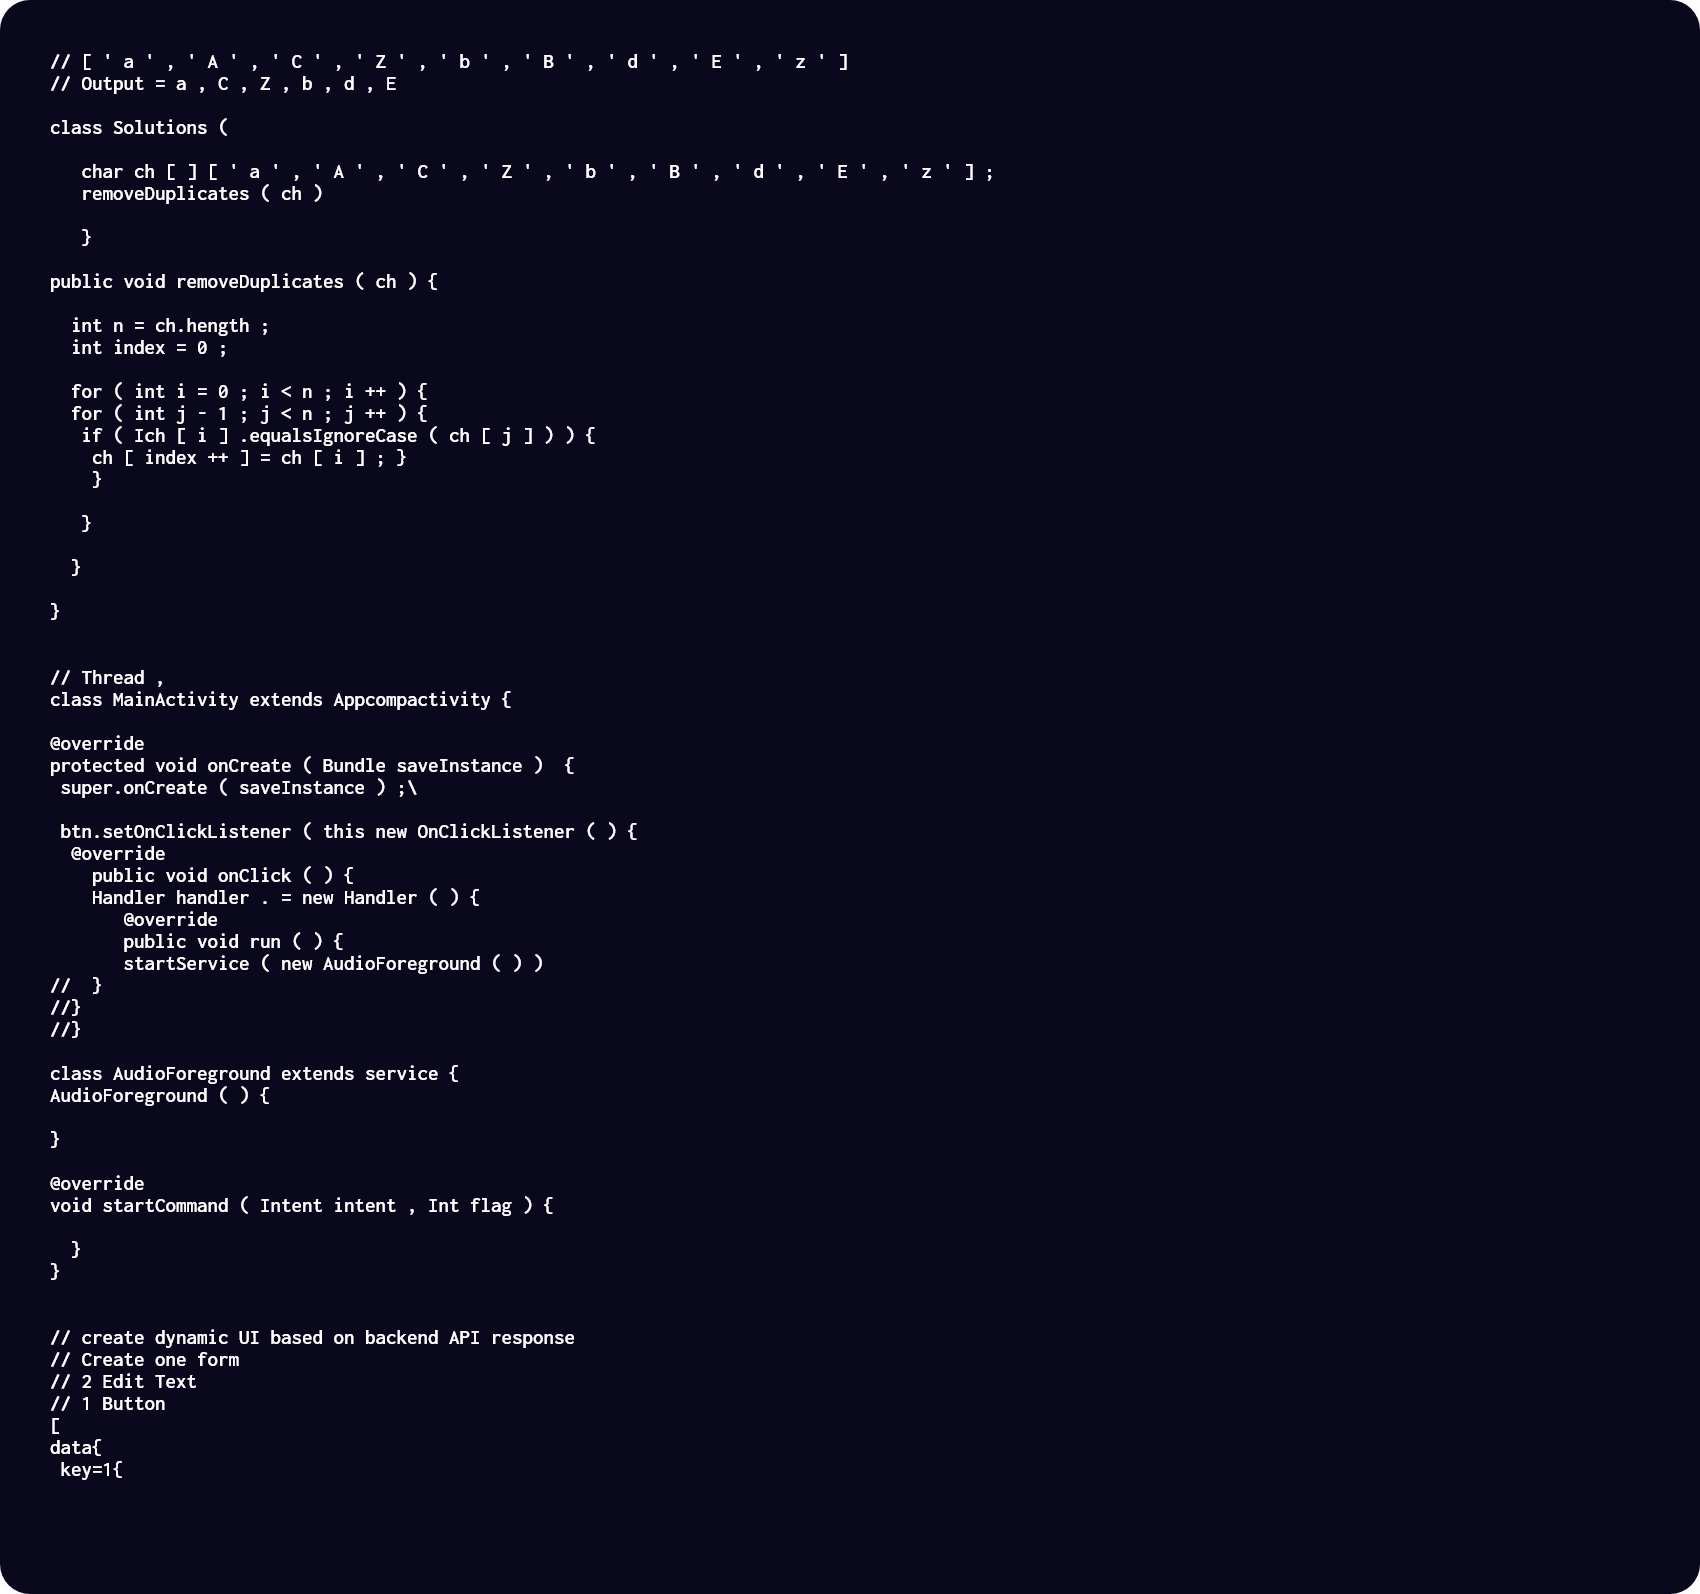 // [ ' a ' , ' A ' , ' C ' , ' Z ' , ' b ' , ' B ' , ' d ' , ' E ' , ' z ' ]
// Output = a , C , Z , b , d , E
class Solutions (
char ch [ ] [ ' a ' , ' A ' , ' C ' , ' Z ' , ' b ' , ' B ' , ' d ' , ' E ' , ' z ' ] ;
removeDuplicates ( ch )
}
public void removeDuplicates ( ch ) {
int n = ch.hength ;
int index = 0 ;
for ( int i = 0 ; i < n ; i ++ ) {
for ( int j - 1 ; j < n ; j ++ ) {
if ( Ich [ i ] .equalsIgnoreCase ( ch [ j ] ) ) {
ch [ index ++ ] = ch [ i ] ; }
}
}
}
}
// Thread ,
class MainActivity extends Appcompactivity {
@override
protected void onCreate ( Bundle saveInstance )  {
super.onCreate ( saveInstance ) ;\
btn.setOnClickListener ( this new OnClickListener ( ) {
@override
public void onClick ( ) {
Handler handler . = new Handler ( ) {
@override
public void run ( ) {
startService ( new AudioForeground ( ) )
//  }
//}
//}
class AudioForeground extends service {
AudioForeground ( ) {
}
@override
void startCommand ( Intent intent , Int flag ) {
}
}
// create dynamic UI based on backend API response
// Create one form
// 2 Edit Text
// 1 Button
[
data{
key=1{